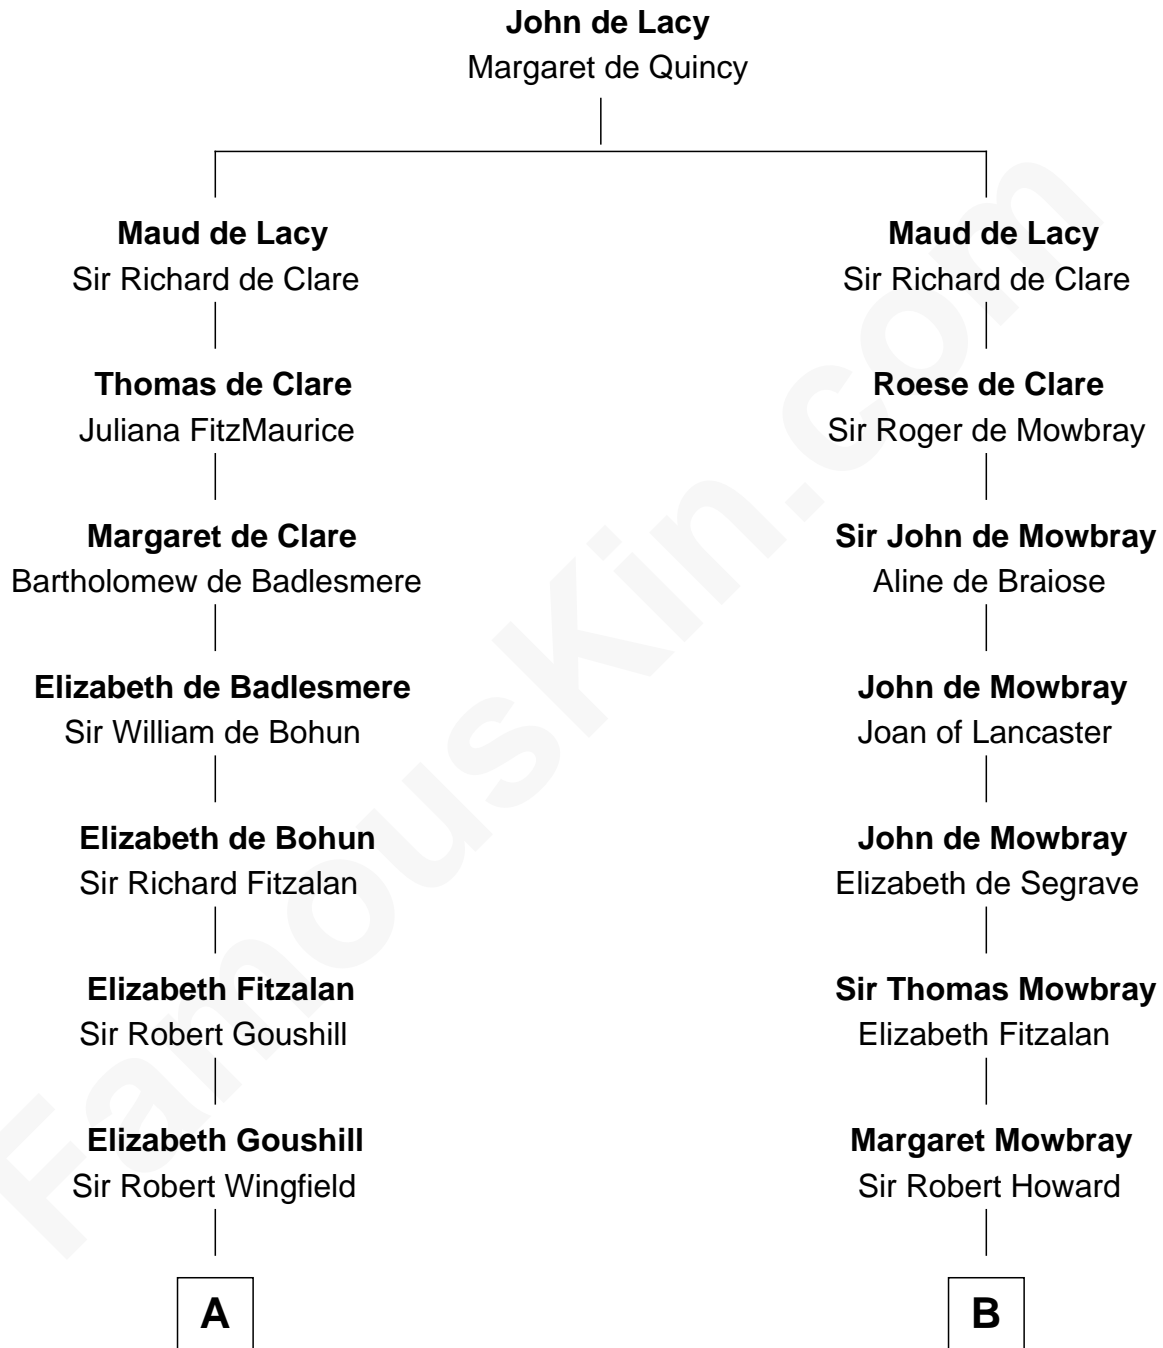 John de Lacy
Margaret de Quincy
Maud de Lacy
Sir Richard de Clare
Thomas de Clare
Juliana FitzMaurice
Margaret de Clare
Bartholomew de Badlesmere
Elizabeth de Badlesmere
Sir William de Bohun
Elizabeth de Bohun
Sir Richard Fitzalan
Elizabeth Fitzalan
Sir Robert Goushill
Elizabeth Goushill
Sir Robert Wingfield
A
Maud de Lacy
Sir Richard de Clare
Roese de Clare
Sir Roger de Mowbray
Sir John de Mowbray
Aline de Braiose
John de Mowbray
Joan of Lancaster
John de Mowbray
Elizabeth de Segrave
Sir Thomas Mowbray
Elizabeth Fitzalan
Margaret Mowbray
Sir Robert Howard
B
FamousKin.com